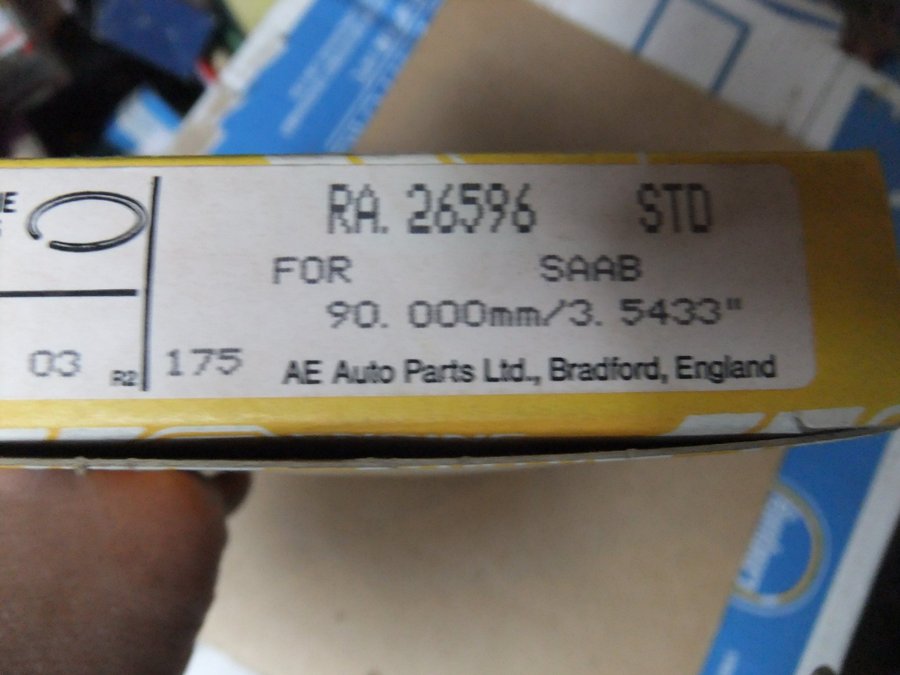 RA. 26596 STD
FOR SAAB
90. 000mm/3. 5433"
03 R2 175 AE Auto Parts Ltd., Bradford, England